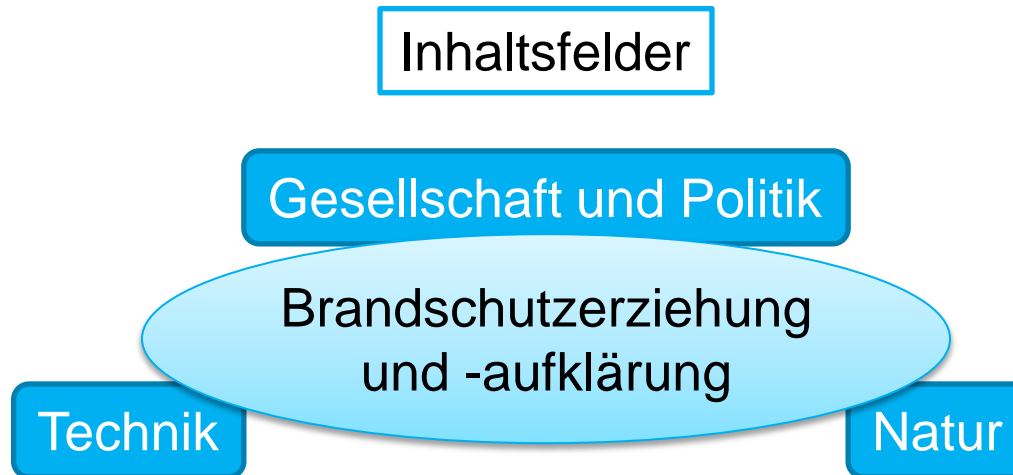 Inhaltsfelder
Gesellschaft und Politik
Brandschutzerziehung
und -aufklärung
Technik
Natur